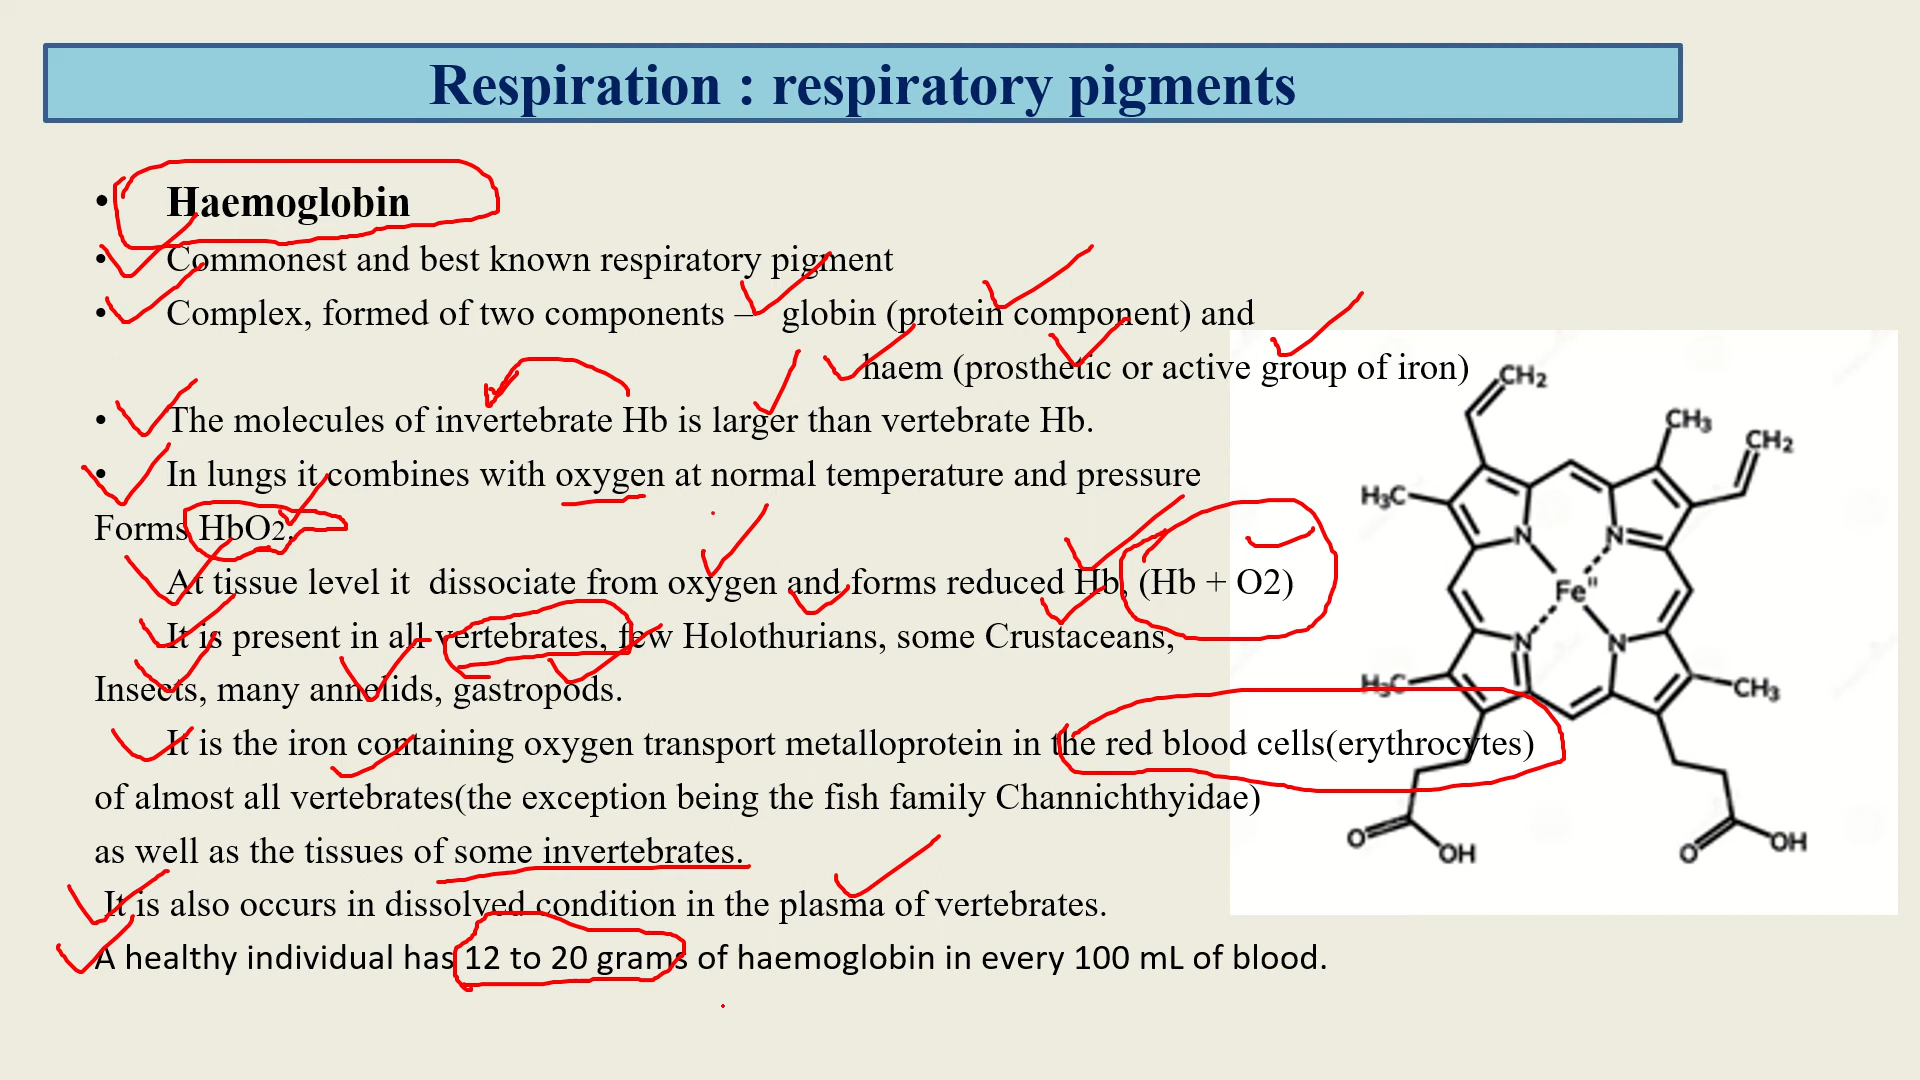 Respiration : respiratory pigments
• Haemoglobin
• Commonest and best known respiratory pigment
• Complex, formed of two components – globin (protein component) and
haem (prosthetic or active group of iron)
• The molecules of invertebrate Hb is larger than vertebrate Hb.
• In lungs it combines with oxygen at normal temperature and pressure
Forms HbO2.
At tissue level it dissociate from oxygen and forms reduced Hb, (Hb + O2)
It is present in all vertebrates, few Holothurians, some Crustaceans,
Insects, many annelids, gastropods.
It is the iron containing oxygen transport metalloprotein in the red blood cells(erythrocytes)
of almost all vertebrates(the exception being the fish family Channichthyidae)
as well as the tissues of some invertebrates.
It is also occurs in dissolved condition in the plasma of vertebrates.
A healthy individual has 12 to 20 grams of haemoglobin in every 100 mL of blood.
CH2
CH3
CH2
H3C
N
N
Fe"
N
N
H3C
CH3
O
OH
O
OH